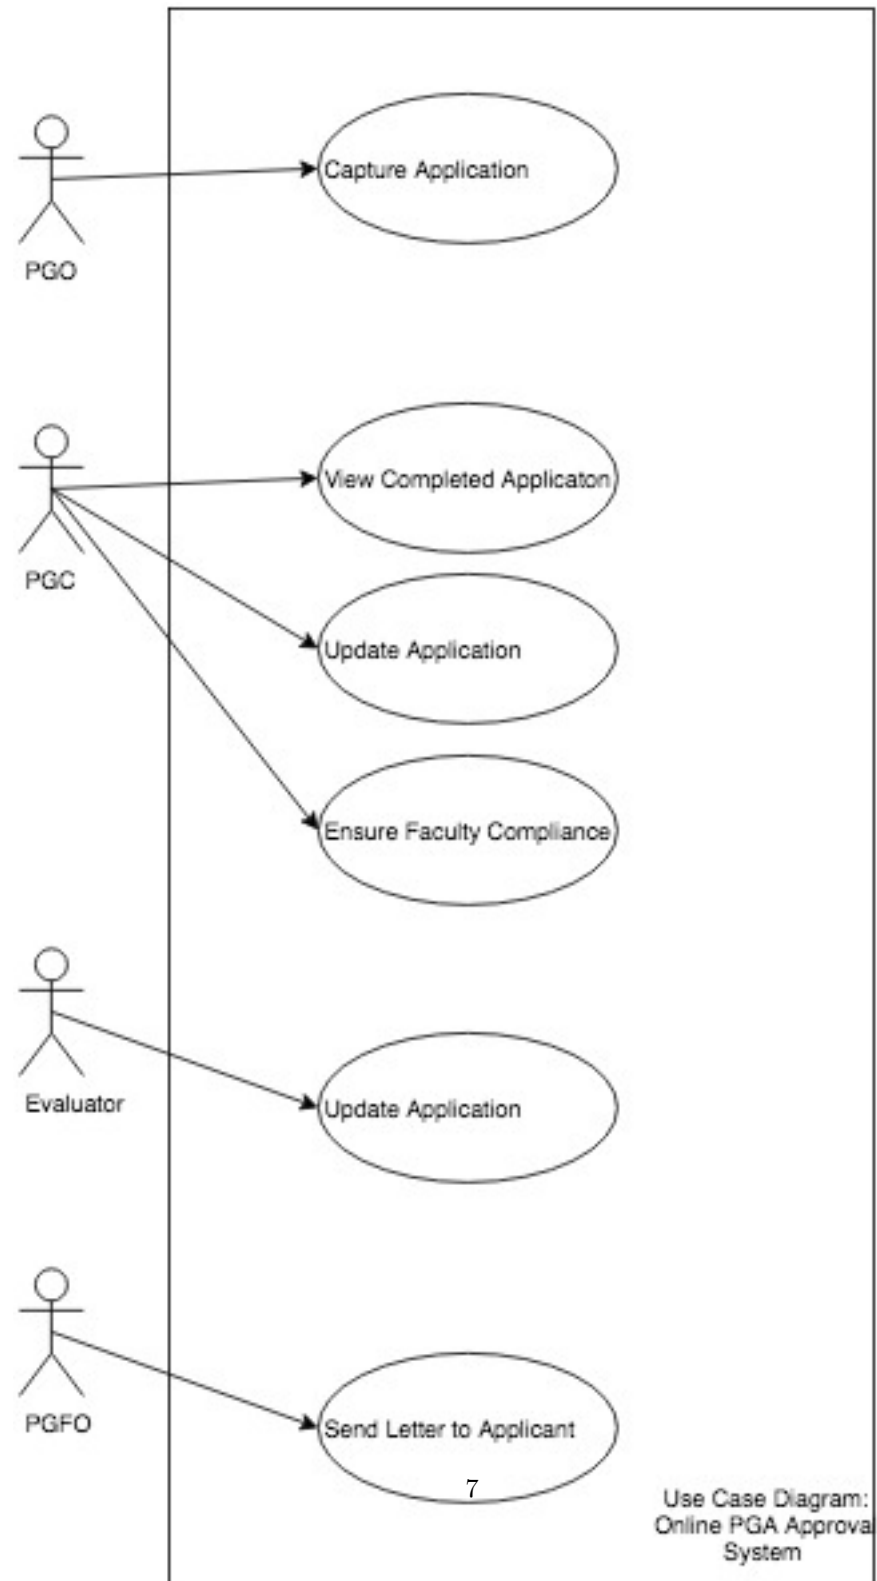 Capture Application
PGO
View Completed Applicaton
PGC
Update Application
Ensure Faculty Compliance
Evaluator
Update Application
PGFO
Send Letter to Applicant
7
Use Case Diagram:
Online PGA Approva
System